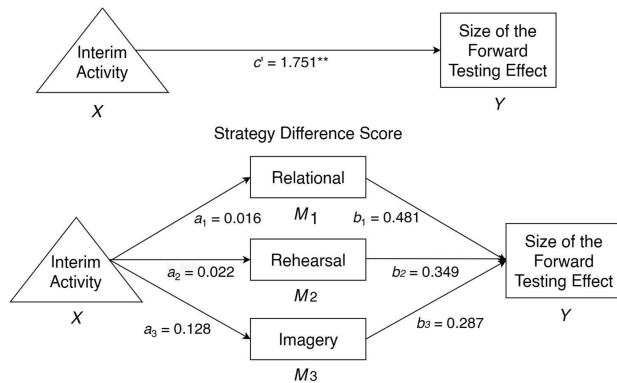 Interim
Activity
X
c' = 1.751**
Size of the
Forward
Testing Effect
Y
Strategy Difference Score
Relational
M1
a1 = 0.016
b1 = 0.481
Interim
Activity
X
a2 = 0.022
Rehearsal
M2
b2 = 0.349
Size of the
Forward
Testing Effect
Y
a3 = 0.128
Imagery
M3
b3 = 0.287